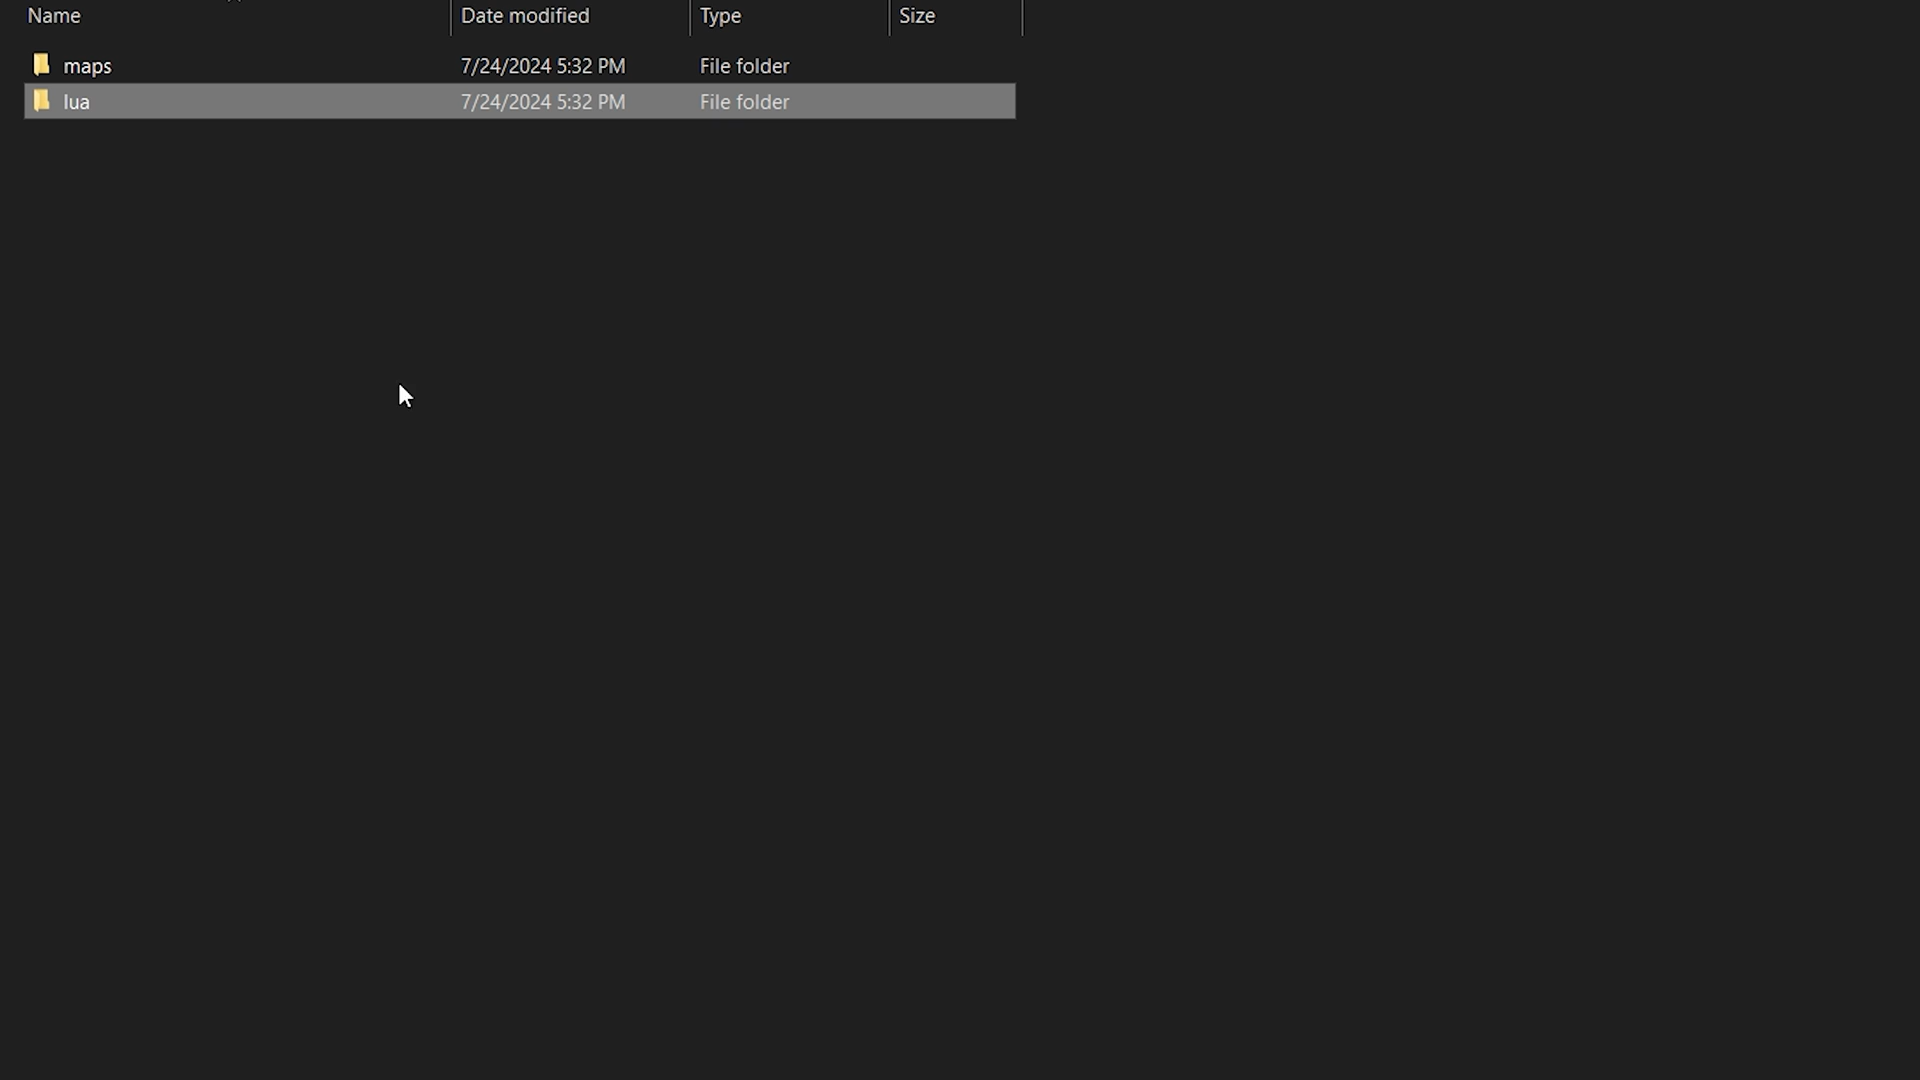 Name Date modified Type Size
maps 7/24/2024 5:32 PM File folder
lua 7/24/2024 5:32 PM File folder